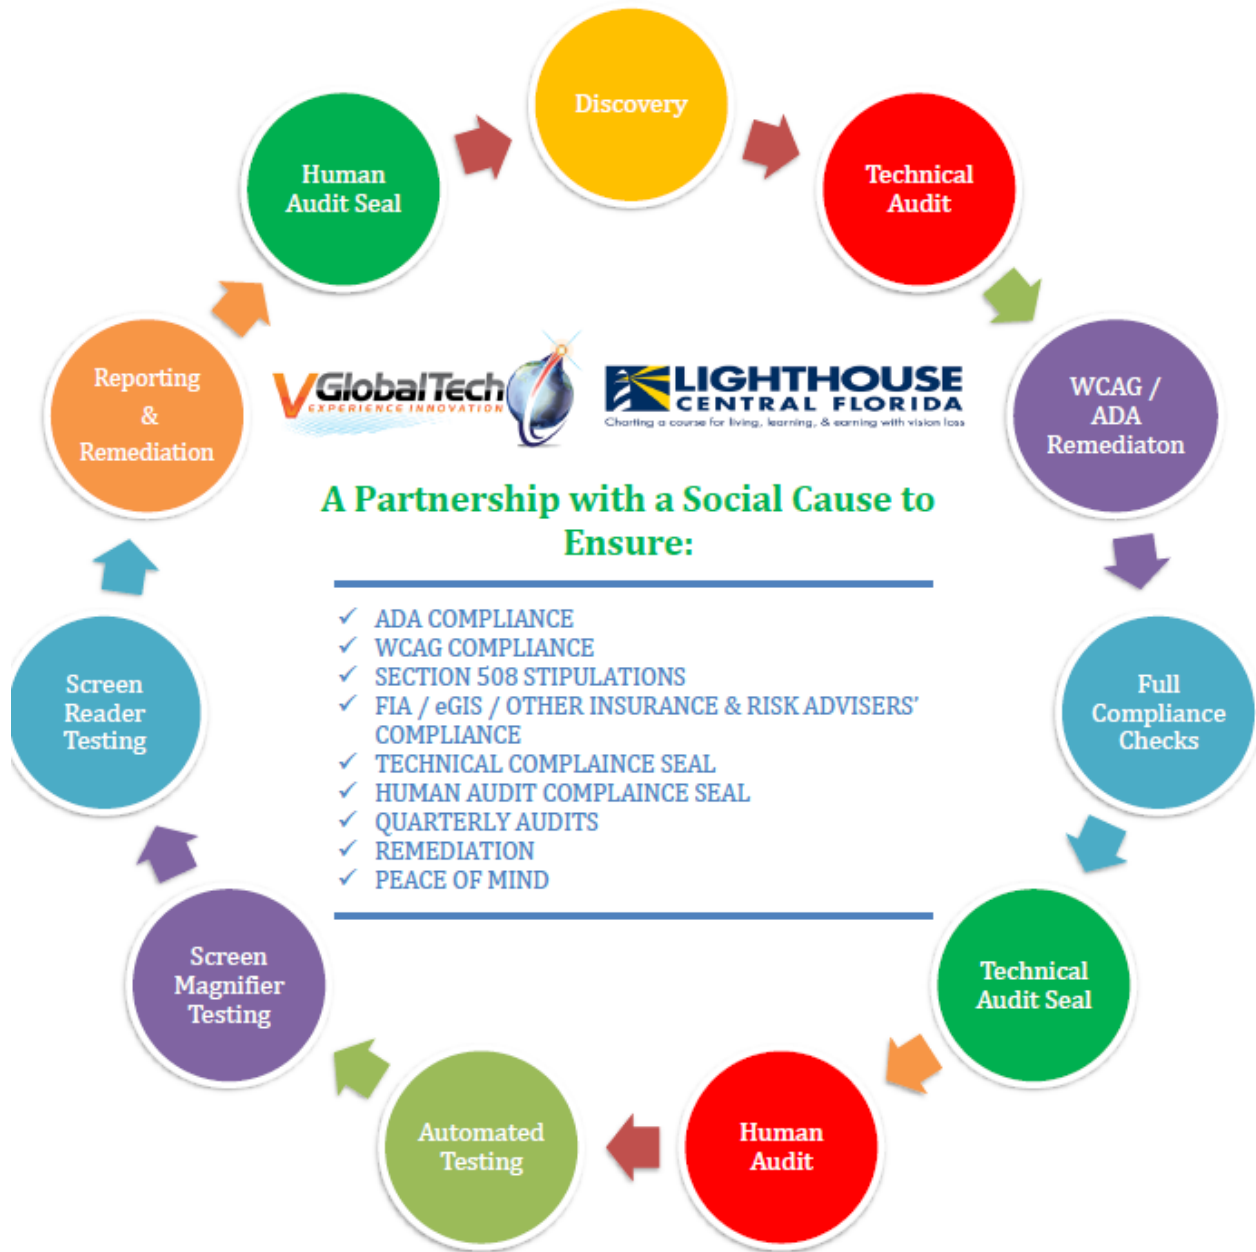 Discovery
Technical
Audit
WCAG /
ADA
Remediaton
Full
Compliance
Checks
Technical
Audit Seal
Human
Audit
Automated
Testing
Screen
Magnifier
Testing
Screen
Reader
Testing
Reporting
&
Remediation
Human
Audit Seal
VGlobalTech
EXPERIENCE INNOVATION
LIGHTHOUSE
CENTRAL FLORIDA
Charting a course for living, learning, & earning with vision loss
A Partnership with a Social Cause to
Ensure:
✓ ADA COMPLIANCE
✓ WCAG COMPLIANCE
✓ SECTION 508 STIPULATIONS
✓ FIA / eGIS / OTHER INSURANCE & RISK ADVISERS’
COMPLIANCE
✓ TECHNICAL COMPLAINCE SEAL
✓ HUMAN AUDIT COMPLAINCE SEAL
✓ QUARTERLY AUDITS
✓ REMEDIATION
✓ PEACE OF MIND